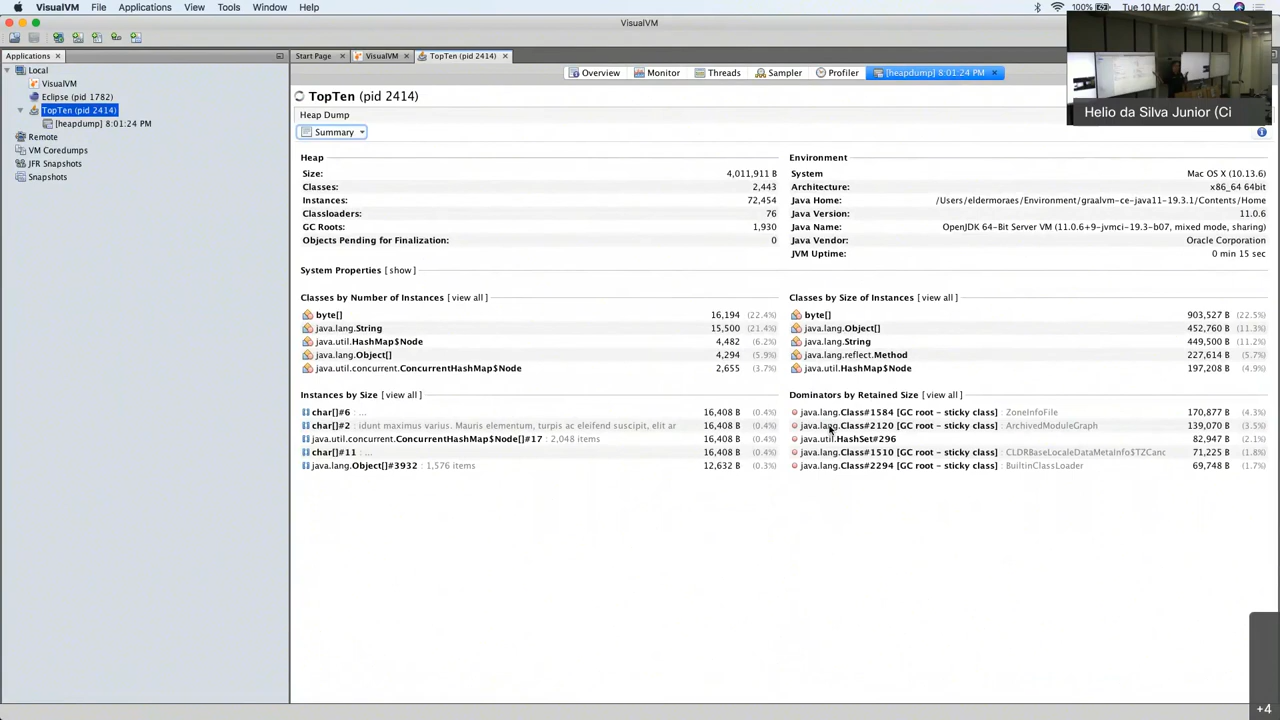 VisualVM File Applications View Tools Window Help 100% Tue 10 Mar 20:01
VisualVM
Applications
Start Page
VisualVM
TopTen (pid 2414)
Local
VisualVM
Eclipse (pid 1782)
TopTen (pid 2414)
[heapdump] 8:01:24 PM
Remote
VM Coredumps
JFR Snapshots
Snapshots
Overview Monitor Threads Sampler Profiler [heapdump] 8:01:24 PM
Helio da Silva Junior (Ci
TopTen (pid 2414)
Heap Dump
Summary
Heap
Size: 4,011,911 B
Classes: 2,443
Instances: 72,454
Classloaders: 76
GC Roots: 1,930
Objects Pending for Finalization: 0
Environment
System Mac OS X (10.13.6)
Architecture: x86_64 64bit
Java Home: /Users/eldermoraes/Environment/graalvm-ce-java11-19.3.1/Contents/Home
Java Version: 11.0.6
Java Name: OpenJDK 64-Bit Server VM (11.0.6+9-jvmci-19.3-b07, mixed mode, sharing)
Java Vendor: Oracle Corporation
JVM Uptime: 0 min 15 sec
System Properties [show]
Classes by Number of Instances [view all]
byte[] 16,194 (22.4%)
java.lang.String 15,500 (21.4%)
java.util.HashMap$Node 4,482 (6.2%)
java.lang.Object[] 4,294 (5.9%)
java.util.concurrent.ConcurrentHashMap$Node 2,655 (3.7%)
Classes by Size of Instances [view all]
byte[] 903,527 B (22.5%)
java.lang.Object[] 452,760 B (11.3%)
java.lang.String 449,500 B (11.2%)
java.lang.reflect.Method 227,614 B (5.7%)
java.util.HashMap$Node 197,208 B (4.9%)
Instances by Size [view all]
char[]#6 : ... 16,408 B (0.4%)
char[]#2 : idunt maximus varius. Mauris elementum, turpis ac eleifend suscipit, elit ar 16,408 B (0.4%)
java.util.concurrent.ConcurrentHashMap$Node[]#17 : 2,048 items 16,408 B (0.4%)
char[]#11 : ... 16,408 B (0.4%)
java.lang.Object[]#3932 : 1,576 items 12,632 B (0.3%)
Dominators by Retained Size [view all]
java.lang.Class#1584 [GC root - sticky class] : ZoneInfoFile 170,877 B (4.3%)
java.lang.Class#2120 [GC root - sticky class] : ArchivedModuleGraph 139,070 B (3.5%)
java.util.HashSet#296 82,947 B (2.1%)
java.lang.Class#1510 [GC root - sticky class] : CLDRBaseLocaleDataMetaInfo$TZCanc 71,225 B (1.8%)
java.lang.Class#2294 [GC root - sticky class] : BuiltinClassLoader 69,748 B (1.7%)
+4